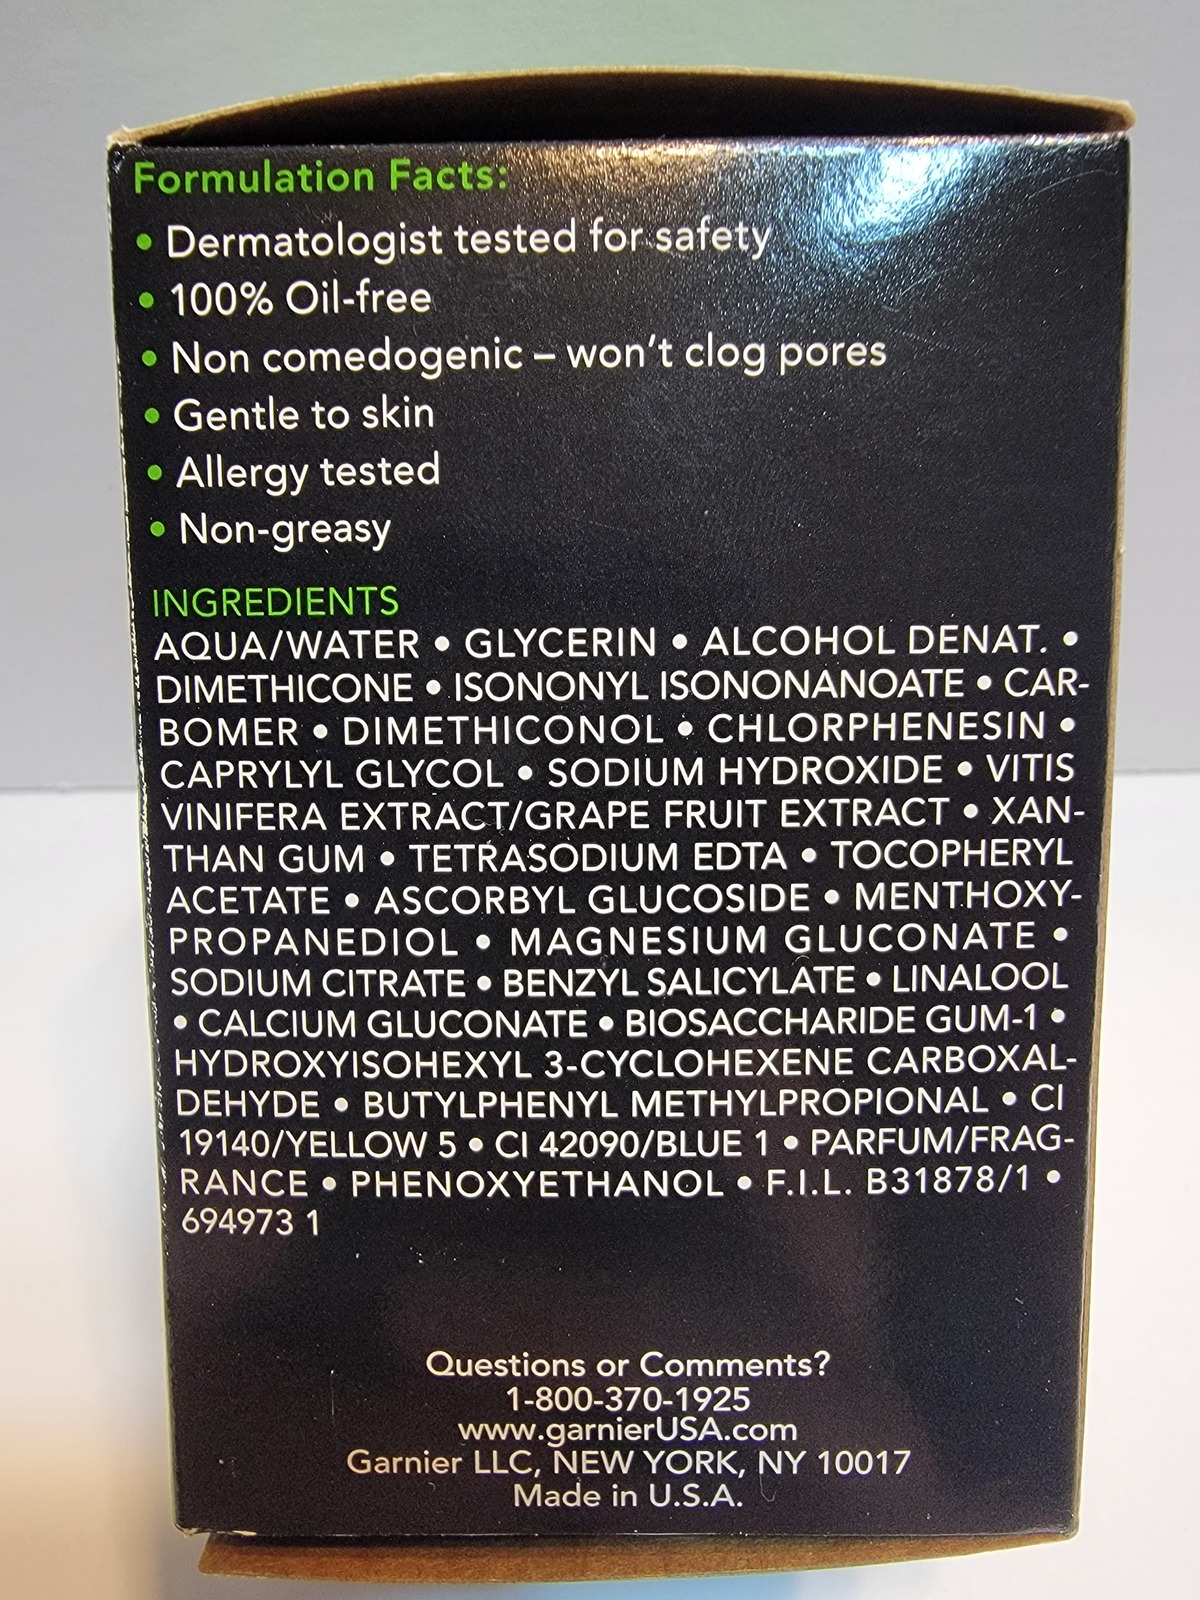 Formulation Facts:
• Dermatologist tested for safety
• 100% Oil-free
• Non comedogenic – won't clog pores
• Gentle to skin
• Allergy tested
• Non-greasy
INGREDIENTS
AQUA/WATER • GLYCERIN • ALCOHOL DENAT. •
DIMETHICONE • ISONONYL ISONONANOATE • CAR-
BOMER • DIMETHICONOL • CHLORPHENESIN •
CAPRYLYL GLYCOL • SODIUM HYDROXIDE • VITIS
VINIFERA EXTRACT/GRAPE FRUIT EXTRACT • XAN-
THAN GUM • TETRASODIUM EDTA • TOCOPHERYL
ACETATE • ASCORBYL GLUCOSIDE • MENTHOXY-
PROPANEDIOL • MAGNESIUM GLUCONATE •
SODIUM CITRATE • BENZYL SALICYLATE • LINALOOL
• CALCIUM GLUCONATE • BIOSACCHARIDE GUM-1 •
HYDROXYISOHEXYL 3-CYCLOHEXENE CARBOXAL-
DEHYDE • BUTYLPHENYL METHYLPROPIONAL • CI
19140/YELLOW 5 • CI 42090/BLUE 1 • PARFUM/FRAG-
RANCE • PHENOXYETHANOL • F.I.L. B31878/1 •
694973 1
Questions or Comments?
1-800-370-1925
www.garnierUSA.com
Garnier LLC, NEW YORK, NY 10017
Made in U.S.A.